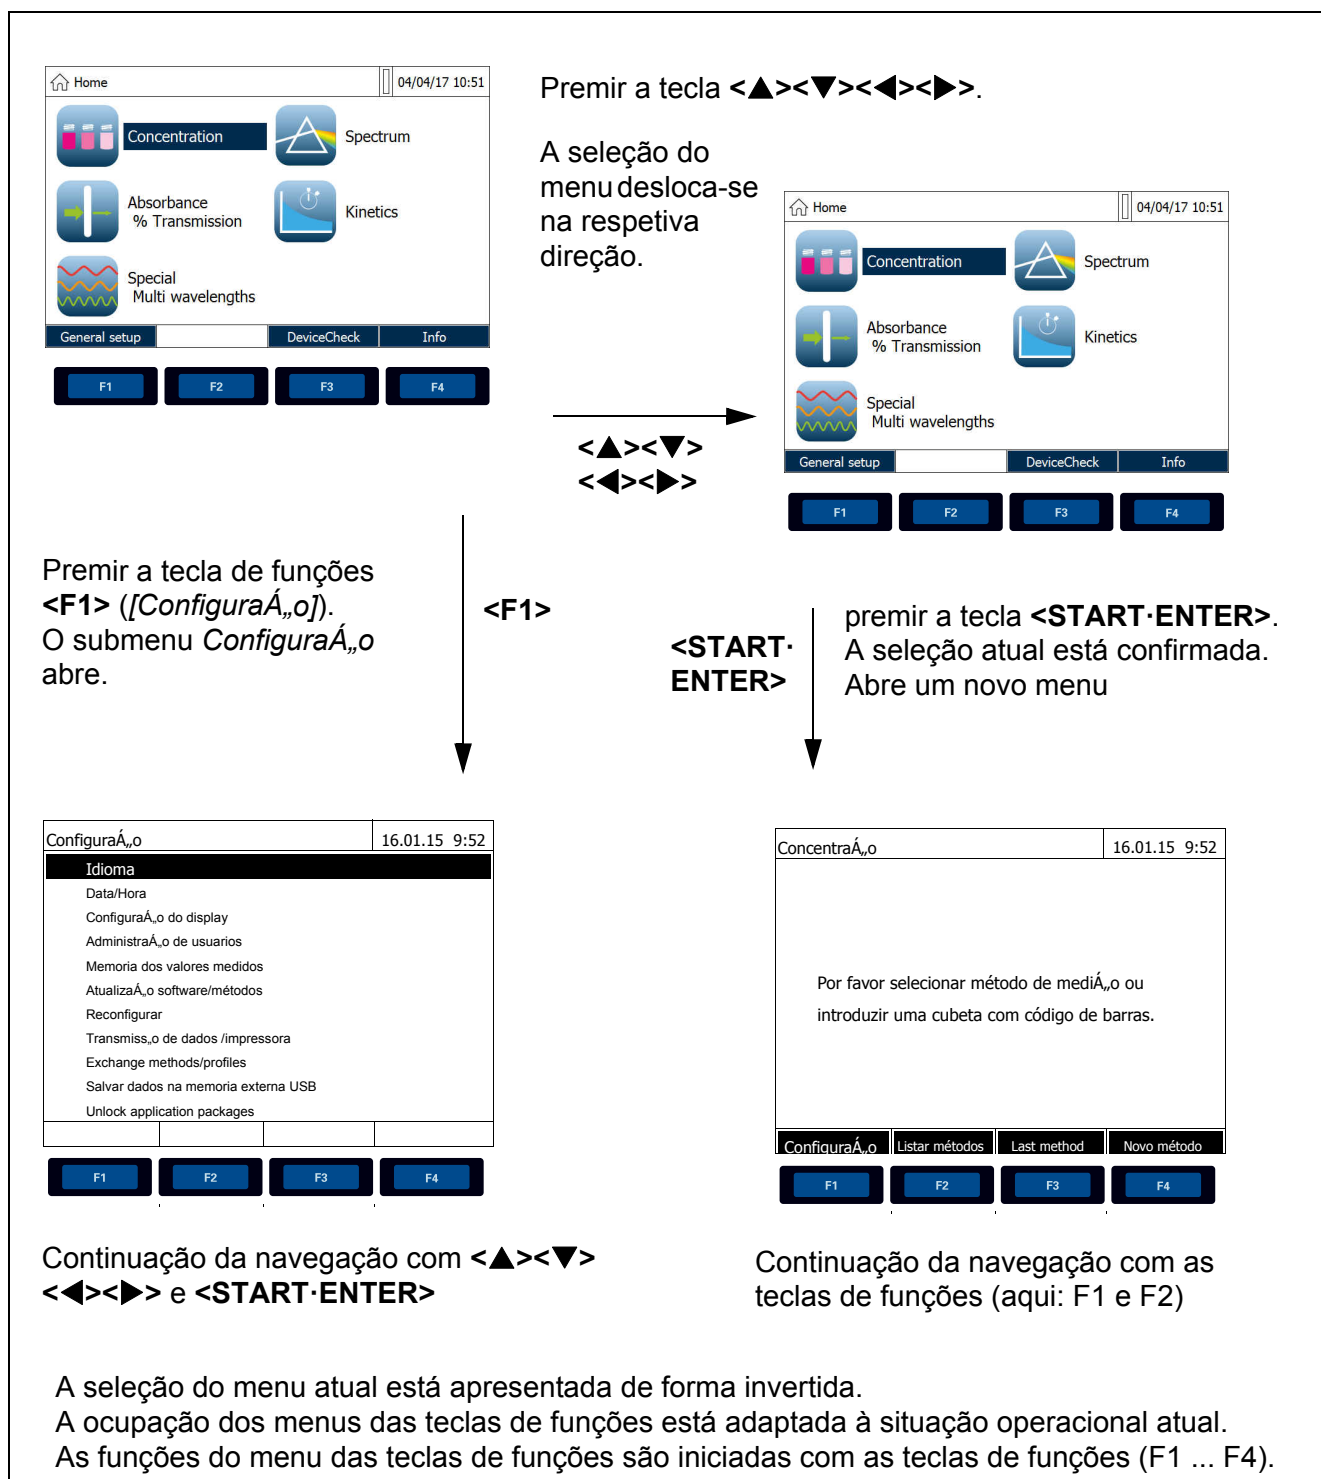 Home 04/04/17 10:51
Concentration Spectrum
Absorbance
% Transmission Kinetics
Special
Multi wavelengths
General setup DeviceCheck Info
F1 F2 F3 F4
Premir a tecla <▲><▼><◀><▶>.
A seleção do
menu desloca-se
na respetiva
direção.
Home 04/04/17 10:51
Concentration Spectrum
Absorbance
% Transmission Kinetics
Special
Multi wavelengths
General setup DeviceCheck Info
F1 F2 F3 F4
<▲><▼>
<◀><▶>
Premir a tecla de funções
<F1> ([ConfiguraÁ„o]).
O submenu ConfiguraÁ„o
abre.
<F1>
<START·
ENTER>
premir a tecla <START·ENTER>.
A seleção atual está confirmada.
Abre um novo menu
ConfiguraÁ„o 16.01.15 9:52
Idioma
Data/Hora
ConfiguraÁ„o do display
AdministraÁ„o de usuarios
Memoria dos valores medidos
AtualizaÁ„o software/métodos
Reconfigurar
Transmiss„o de dados /impressora
Exchange methods/profiles
Salvar dados na memoria externa USB
Unlock application packages
F1 F2 F3 F4
ConcentraÁ„o 16.01.15 9:52
Por favor selecionar método de mediÁ„o ou
introduzir uma cubeta com código de barras.
ConfiguraÁ„o Listar métodos Last method Novo método
F1 F2 F3 F4
Continuação da navegação com <▲><▼>
<◀><▶> e <START·ENTER>
Continuação da navegação com as
teclas de funções (aqui: F1 e F2)
A seleção do menu atual está apresentada de forma invertida.
A ocupação dos menus das teclas de funções está adaptada à situação operacional atual.
As funções do menu das teclas de funções são iniciadas com as teclas de funções (F1 ... F4).